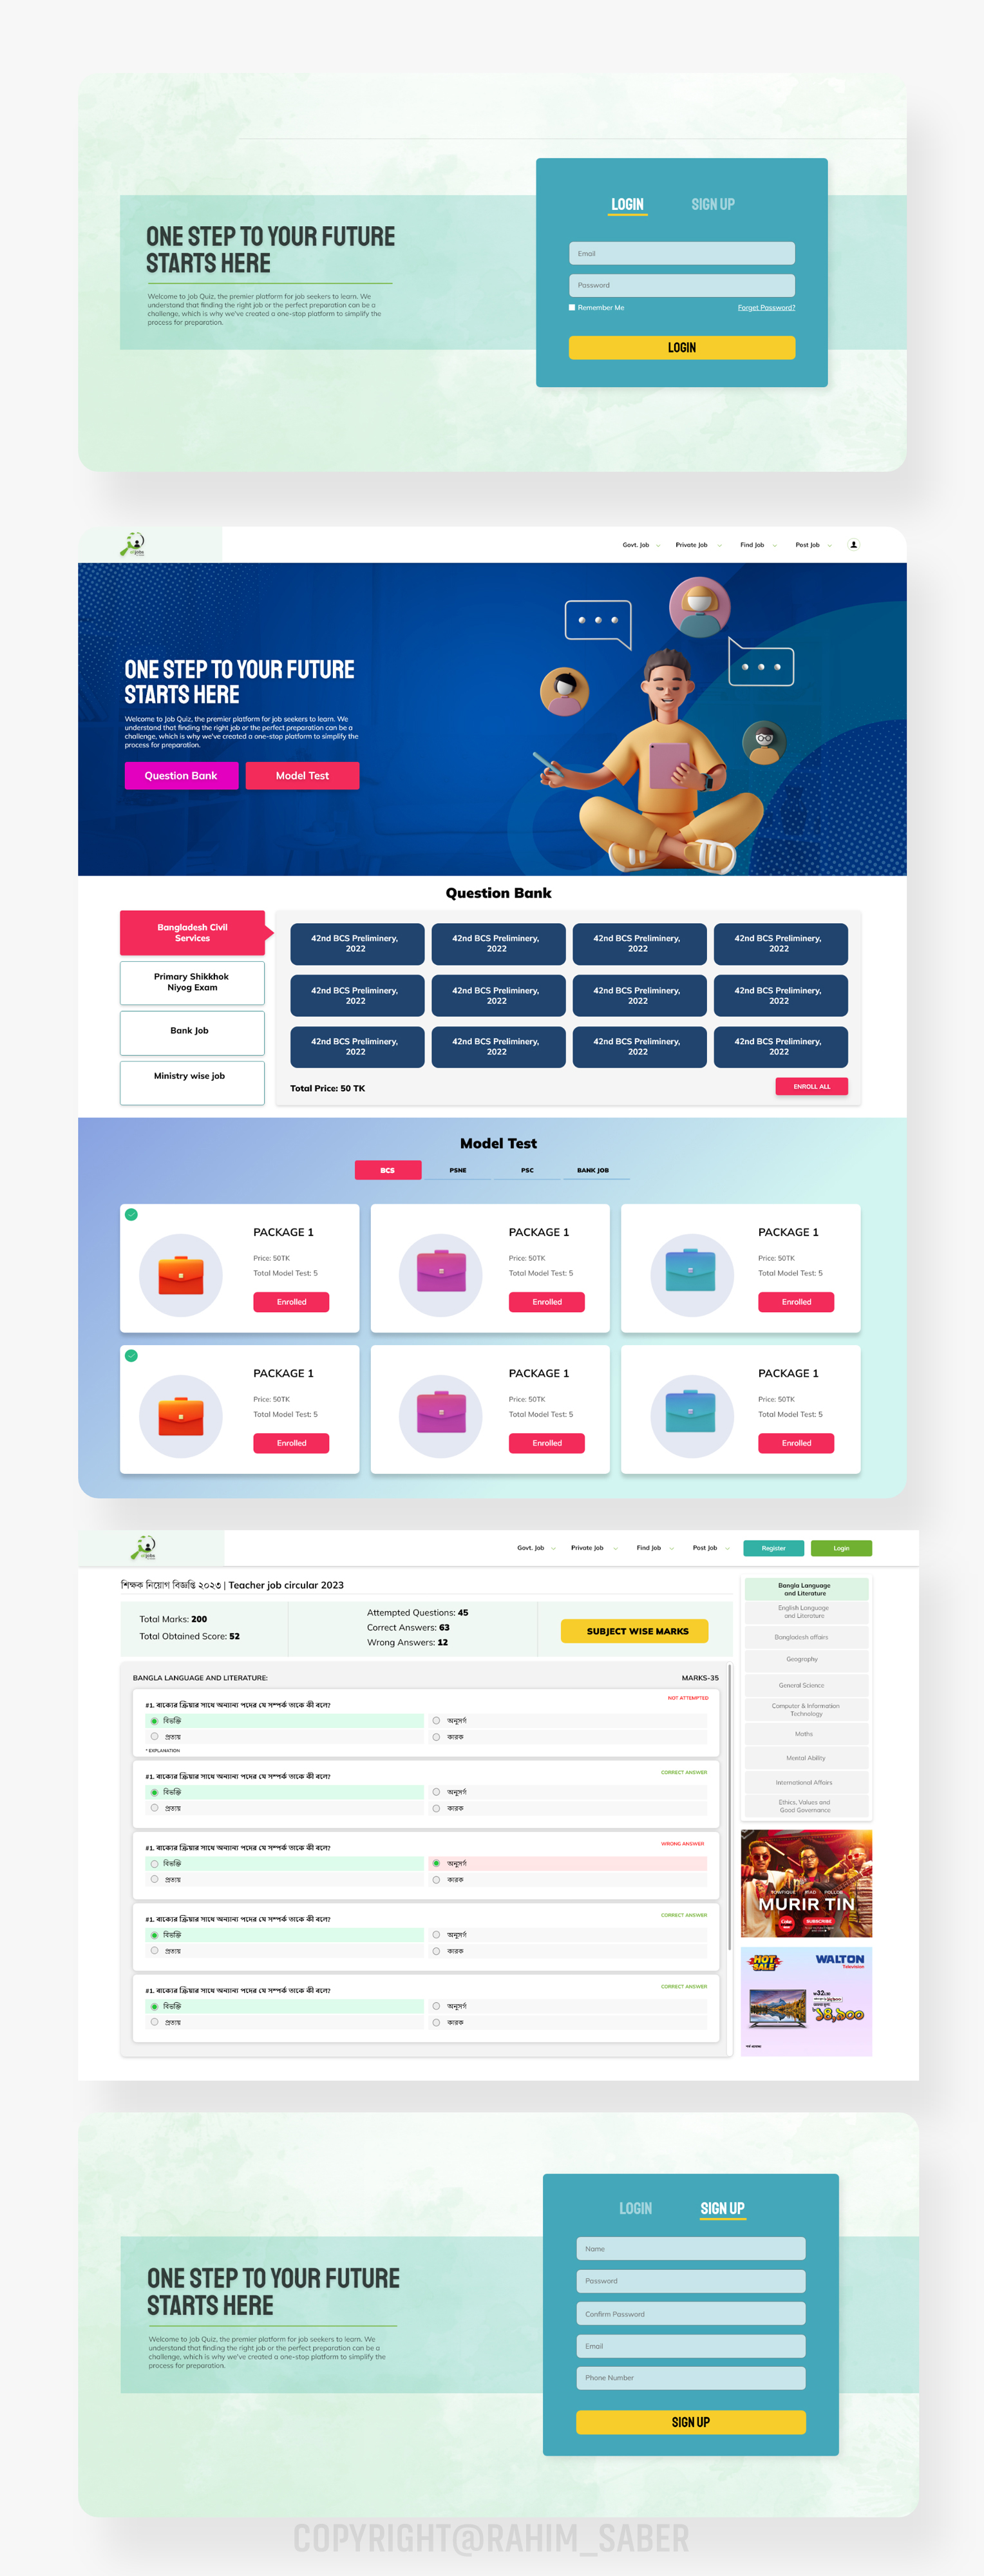 LOGIN
SIGN UP
ONE STEP TO YOUR FUTURE
STARTS HERE
Welcome to Job Quiz, the premier platform for job seekers to learn. We
understand that finding the right job or the perfect preparation can be a
challenge, which is why we've created a one-stop platform to simplify the
process for preparation.
Email
Password
Remember Me
Forget Password?
LOGIN
jobs
Govt. Job
Private Job
Find Job
Post Job
ONE STEP TO YOUR FUTURE
STARTS HERE
Welcome to Job Quiz, the premier platform for job seekers to learn. We
understand that finding the right job or the perfect preparation can be a
challenge, which is why we've created a one-stop platform to simplify the
process for preparation.
Question Bank
Model Test
Question Bank
Bangladesh Civil
Services
Primary Shikkhok
Niyog Exam
Bank Job
Ministry wise job
42nd BCS Preliminery,
2022
42nd BCS Preliminery,
2022
42nd BCS Preliminery,
2022
42nd BCS Preliminery,
2022
42nd BCS Preliminery,
2022
42nd BCS Preliminery,
2022
42nd BCS Preliminery,
2022
42nd BCS Preliminery,
2022
42nd BCS Preliminery,
2022
42nd BCS Preliminery,
2022
42nd BCS Preliminery,
2022
42nd BCS Preliminery,
2022
Total Price: 50 TK
ENROLL ALL
Model Test
BCS
PSNE
PSC
BANK JOB
PACKAGE 1
Price: 50TK
Total Model Test: 5
Enrolled
PACKAGE 1
Price: 50TK
Total Model Test: 5
Enrolled
PACKAGE 1
Price: 50TK
Total Model Test: 5
Enrolled
PACKAGE 1
Price: 50TK
Total Model Test: 5
Enrolled
PACKAGE 1
Price: 50TK
Total Model Test: 5
Enrolled
PACKAGE 1
Price: 50TK
Total Model Test: 5
Enrolled
jobs
Govt. Job
Private Job
Find Job
Post Job
Register
Login
শিক্ষক নিয়োগ বিজ্ঞপ্তি ২০২৩ | Teacher job circular 2023
Total Marks: 200
Total Obtained Score: 52
Attempted Questions: 45
Correct Answers: 63
Wrong Answers: 12
SUBJECT WISE MARKS
BANGLA LANGUAGE AND LITERATURE:
MARKS-35
NOT ATTEMPTED
#1. বাক্যের ক্রিয়ার সাথে অন্যান্য পদের যে সম্পর্ক তাকে কী বলে?
বিভক্তি
অনুসর্গ
প্রত্যয়
কারক
* EXPLANATION
CORRECT ANSWER
#1. বাক্যের ক্রিয়ার সাথে অন্যান্য পদের যে সম্পর্ক তাকে কী বলে?
বিভক্তি
অনুসর্গ
প্রত্যয়
কারক
WRONG ANSWER
#1. বাক্যের ক্রিয়ার সাথে অন্যান্য পদের যে সম্পর্ক তাকে কী বলে?
বিভক্তি
অনুসর্গ
প্রত্যয়
কারক
CORRECT ANSWER
#1. বাক্যের ক্রিয়ার সাথে অন্যান্য পদের যে সম্পর্ক তাকে কী বলে?
বিভক্তি
অনুসর্গ
প্রত্যয়
কারক
CORRECT ANSWER
#1. বাক্যের ক্রিয়ার সাথে অন্যান্য পদের যে সম্পর্ক তাকে কী বলে?
বিভক্তি
অনুসর্গ
প্রত্যয়
কারক
Bangla Language
and Literature
English Language
and Literature
Bangladesh affairs
Geography
General Science
Computer & Information
Technology
Maths
Mental Ability
International Affairs
Ethics, Values and
Good Governance
MURIR TIN
SUBSCRIBE
HOT
SALE
WALTON
Television
৳১৪,৯০০
LOGIN
SIGN UP
ONE STEP TO YOUR FUTURE
STARTS HERE
Welcome to Job Quiz, the premier platform for job seekers to learn. We
understand that finding the right job or the perfect preparation can be a
challenge, which is why we've created a one-stop platform to simplify the
process for preparation.
Name
Password
Confirm Password
Email
Phone Number
SIGN UP
COPYRIGHT@RAHIM_SABER